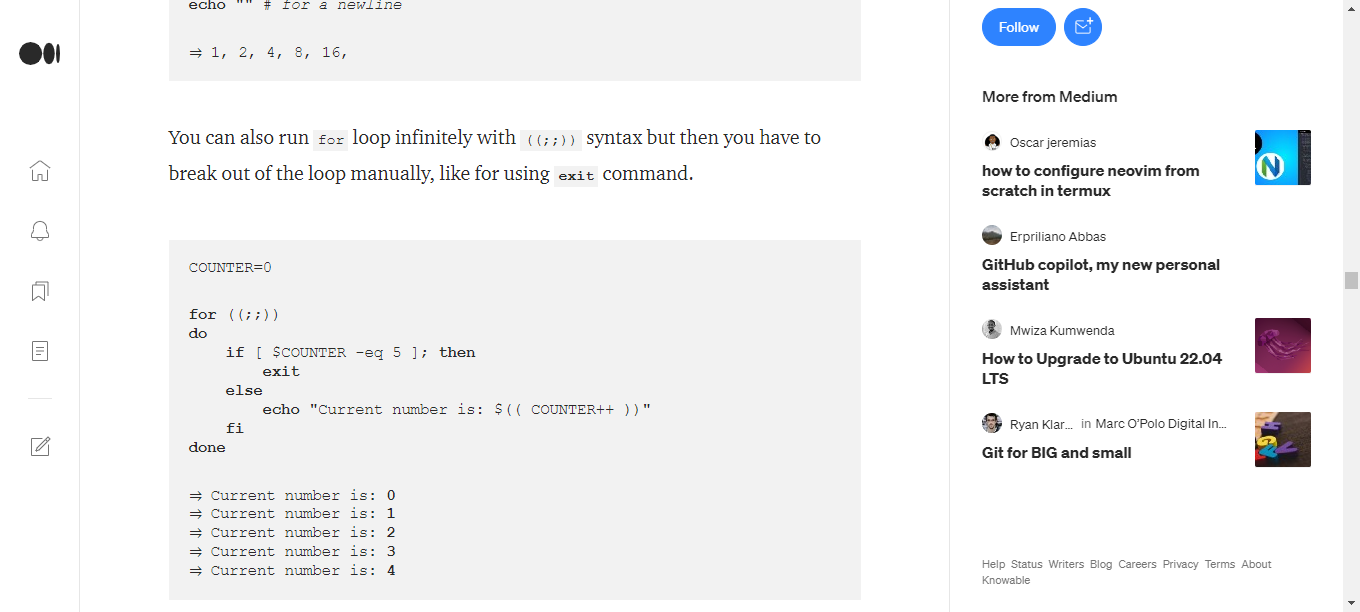 echo "" # for a newline
⇒ 1, 2, 4, 8, 16,
You can also run for loop infinitely with ((;;)) syntax but then you have to
break out of the loop manually, like for using exit command.
COUNTER=0
for ((;;))
do
    if [ $COUNTER -eq 5 ]; then
        exit
    else
        echo "Current number is: $(( COUNTER++ ))"
    fi
done
⇒ Current number is: 0
⇒ Current number is: 1
⇒ Current number is: 2
⇒ Current number is: 3
⇒ Current number is: 4
Follow
More from Medium
Oscar jeremias
how to configure neovim from
scratch in termux
Erpriliano Abbas
GitHub copilot, my new personal
assistant
Mwiza Kumwenda
How to Upgrade to Ubuntu 22.04
LTS
Ryan Klar... in Marc O'Polo Digital In...
Git for BIG and small
Help Status Writers Blog Careers Privacy Terms About
Knowable